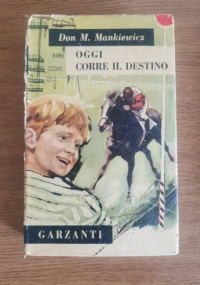 Don M. Mankiewicz
OGGI
CORRE IL DESTINO
GARZANTI